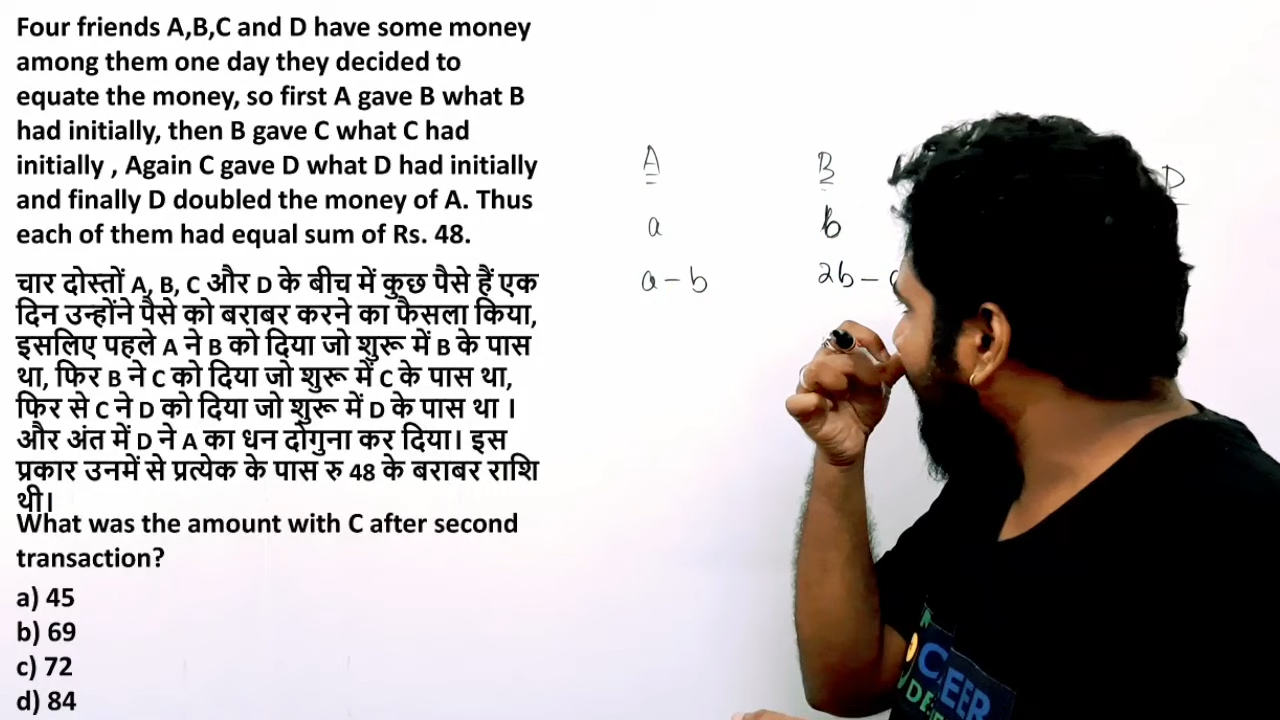 Four friends A,B,C and D have some money
among them one day they decided to
equate the money, so first A gave B what B
had initially, then B gave C what C had
initially , Again C gave D what D had initially
and finally D doubled the money of A. Thus
each of them had equal sum of Rs. 48.
चार दोस्तों A, B, C और D के बीच में कुछ पैसे हैं एक
दिन उन्होंने पैसे को बराबर करने का फैसला किया,
इसलिए पहले A ने B को दिया जो शुरू में B के पास
था, फिर B ने C को दिया जो शुरू में C के पास था,
फिर से C ने D को दिया जो शुरू में D के पास था ।
और अंत में D ने A का धन दोगुना कर दिया। इस
प्रकार उनमें से प्रत्येक के पास रु 48 के बराबर राशि
थी।
What was the amount with C after second
transaction?
a) 45
b) 69
c) 72
d) 84
A B D
a b
a - b 2b -